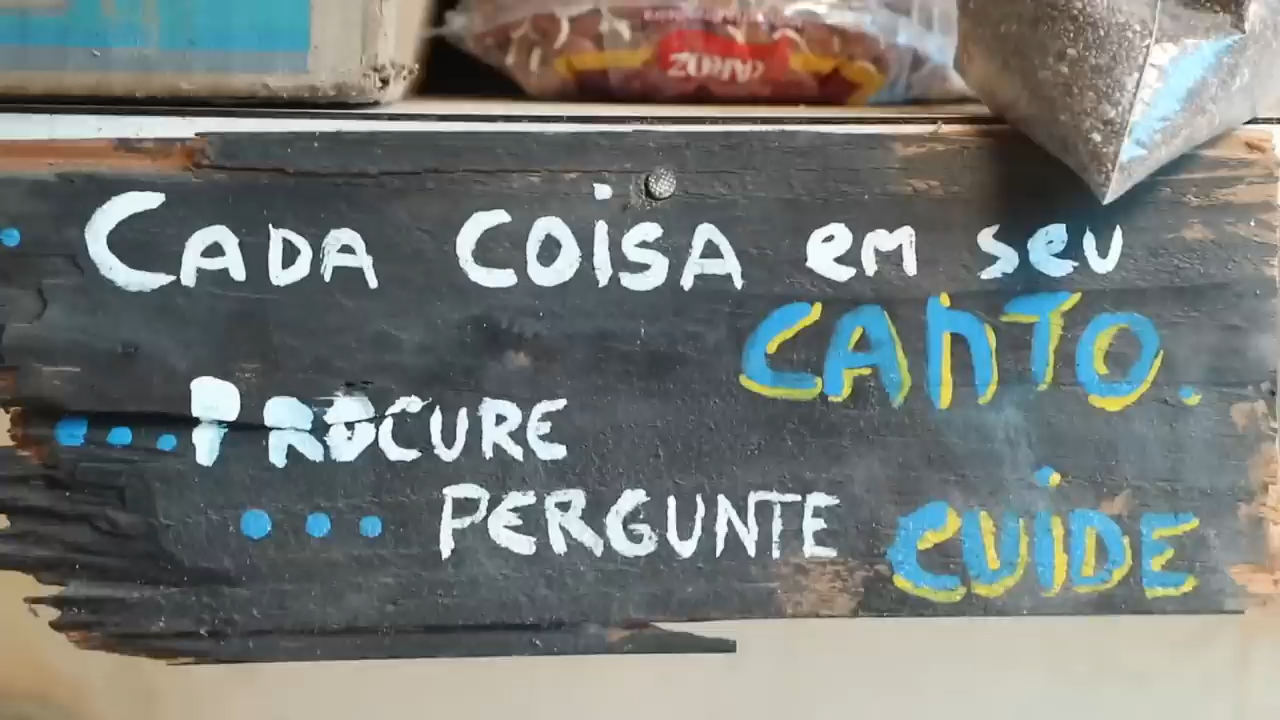 CADA COISA em seu
CANTO.
... PROCURE
... PERGUNTE CUIDE